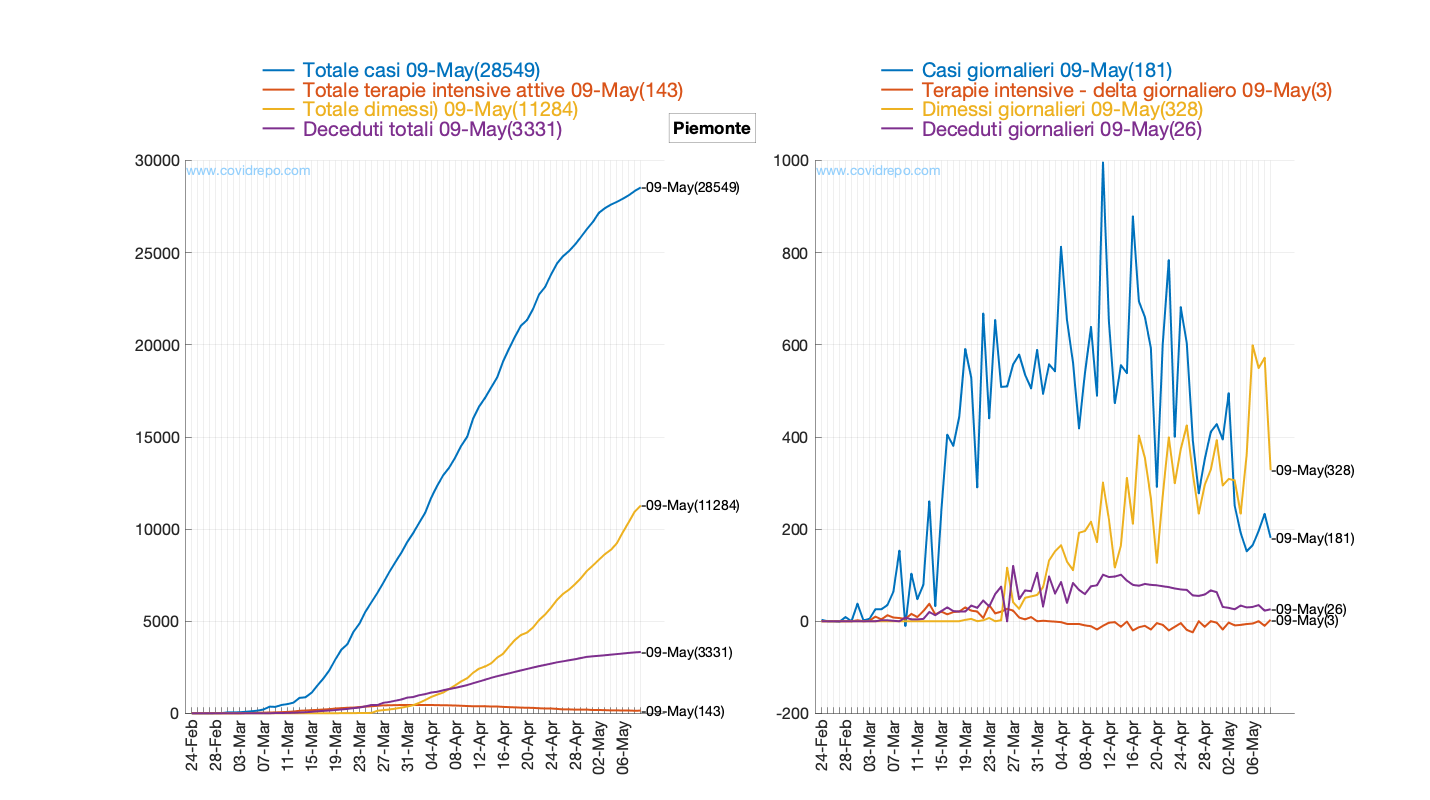 Totale casi 09-May(28549)
Totale terapie intensive attive 09-May(143)
Totale dimessi) 09-May(11284)
Deceduti totali 09-May(3331)
Piemonte
Casi giornalieri 09-May(181)
Terapie intensive - delta giornaliero 09-May(3)
Dimessi giornalieri 09-May(328)
Deceduti giornalieri 09-May(26)
www.covidrepo.com
30000
25000
20000
15000
10000
5000
0
-09-May(28549)
-09-May(11284)
-09-May(3331)
-09-May(143)
24-Feb
28-Feb
03-Mar
07-Mar
11-Mar
15-Mar
19-Mar
23-Mar
27-Mar
31-Mar
04-Apr
08-Apr
12-Apr
16-Apr
20-Apr
24-Apr
28-Apr
02-May
06-May
www.covidrepo.com
1000
800
600
400
200
0
-200
-09-May(328)
-09-May(181)
-09-May(26)
-09-May(3)
24-Feb
28-Feb
03-Mar
07-Mar
11-Mar
15-Mar
19-Mar
23-Mar
27-Mar
31-Mar
04-Apr
08-Apr
12-Apr
16-Apr
20-Apr
24-Apr
28-Apr
02-May
06-May